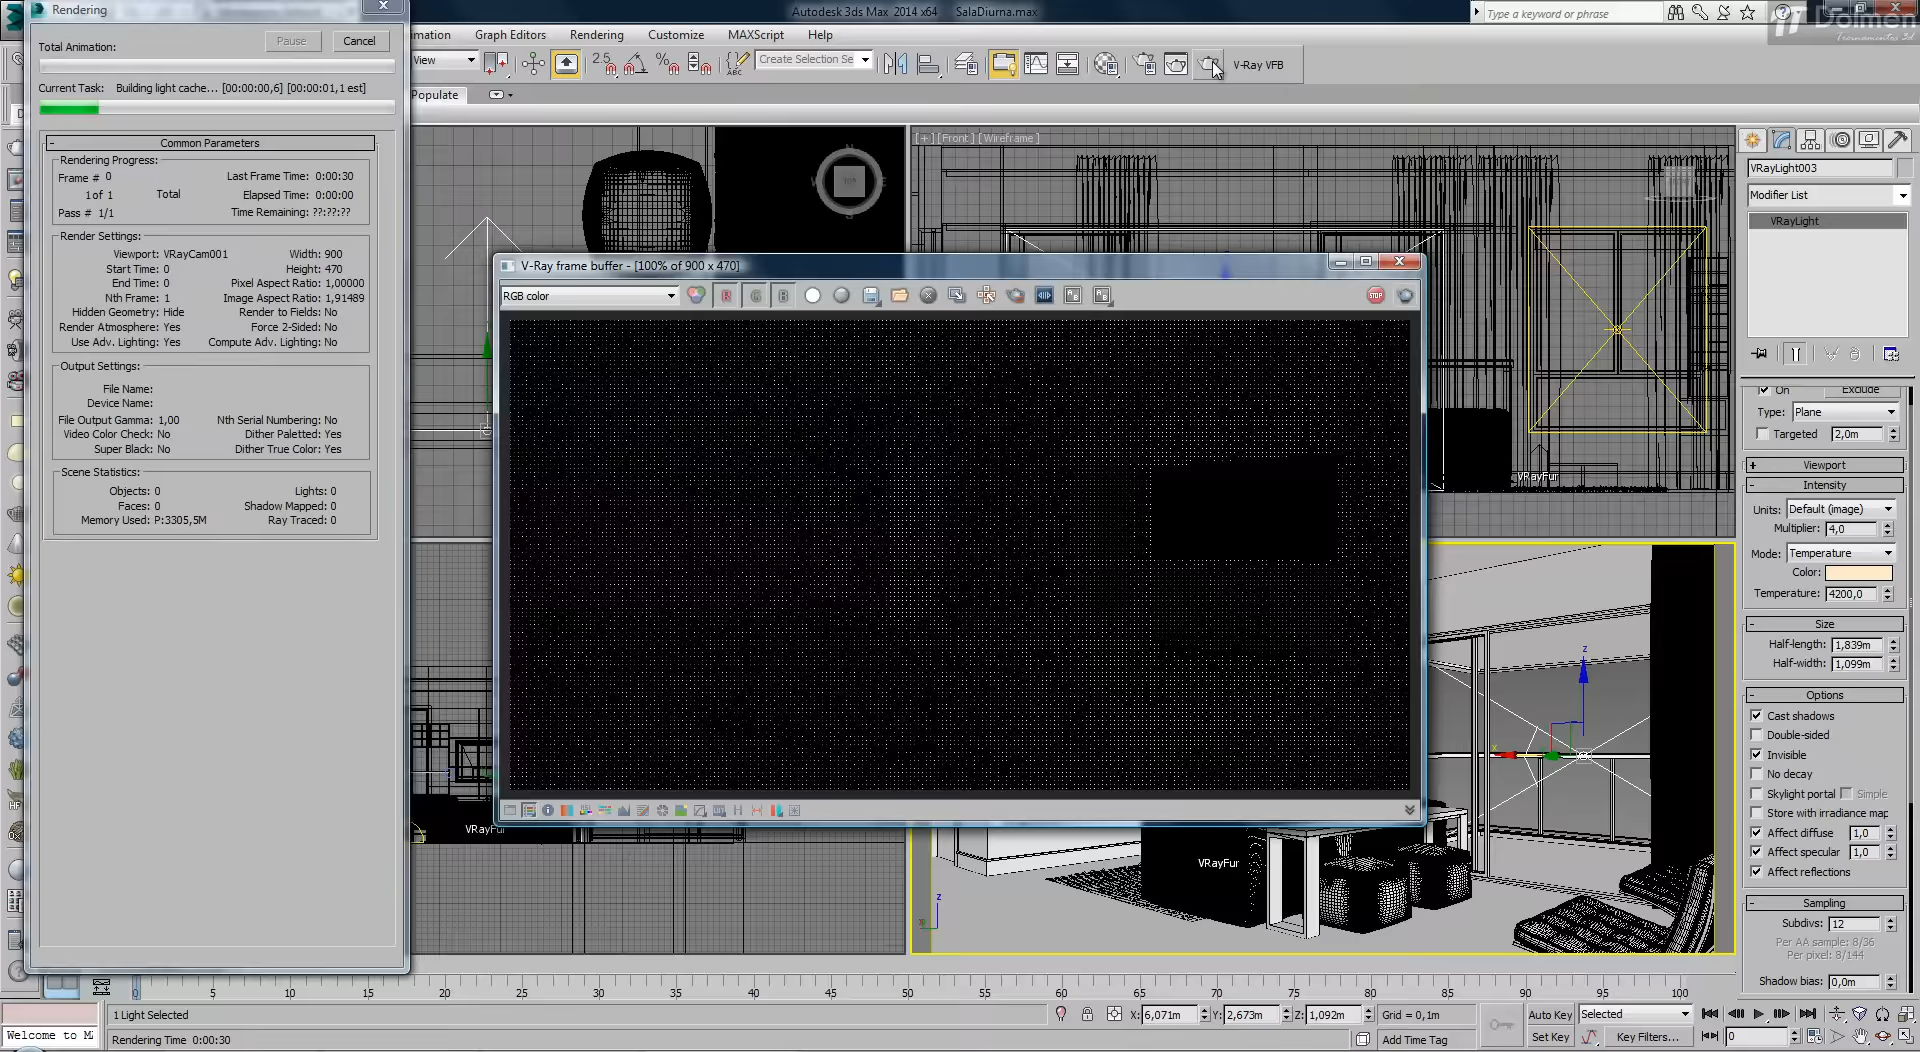 Rendering
Autodesk 3ds Max 2014 x64 SalaDiurna.max
Type a keyword or phrase
Dolmen
Total Animation:
Pause
Cancel
mation
Graph Editors
Rendering
Customize
MAXScript
Help
View
2.5
Create Selection Se
V-Ray VFB
Current Task: Building light cache... [00:00:00,6] [00:00:01,1 est]
Populate
Common Parameters
Rendering Progress:
Frame # 0
Last Frame Time: 0:00:30
1 of 1 Total
Elapsed Time: 0:00:00
Pass # 1/1
Time Remaining: ??:??:??
Render Settings:
Viewport: VRayCam001
Width: 900
Start Time: 0
Height: 470
End Time: 0
Pixel Aspect Ratio: 1,00000
Nth Frame: 1
Image Aspect Ratio: 1,91489
Hidden Geometry: Hide
Render to Fields: No
Render Atmosphere: Yes
Force 2-Sided: No
Use Adv. Lighting: Yes
Compute Adv. Lighting: No
Output Settings:
File Name:
Device Name:
File Output Gamma: 1,00
Nth Serial Numbering: No
Video Color Check: No
Dither Paletted: Yes
Super Black: No
Dither True Color: Yes
Scene Statistics:
Objects: 0
Lights: 0
Faces: 0
Shadow Mapped: 0
Memory Used: P:3305,5M
Ray Traced: 0
[+] [Front] [Wireframe]
V-Ray frame buffer - [100% of 900 x 470]
RGB color
STOP
VRayFur
VRayFur
VRayFur
z
x
z
VRayLight003
Modifier List
VRayLight
On
Exclude
Type: Plane
Targeted 2,0m
+ Viewport
- Intensity
Units: Default (image)
Multiplier: 4,0
Mode: Temperature
Color:
Temperature: 4200,0
- Size
Half-length: 1,839m
Half-width: 1,099m
- Options
Cast shadows
Double-sided
Invisible
No decay
Skylight portal Simple
Store with irradiance map
Affect diffuse 1,0
Affect specular 1,0
Affect reflections
- Sampling
Subdivs: 12
Per AA sample: 8/36
Per pixel: 8/144
Shadow bias: 0,0m
0 5 10 15 20 25 30 35 40 45 50 55 60 65 70 75 80 85 90 95 100
1 Light Selected
X: 6,071m Y: 2,673m Z: 1,092m
Grid = 0,1m
Auto Key
Selected
Welcome to M
Rendering Time 0:00:30
Add Time Tag
Set Key
Key Filters...
0